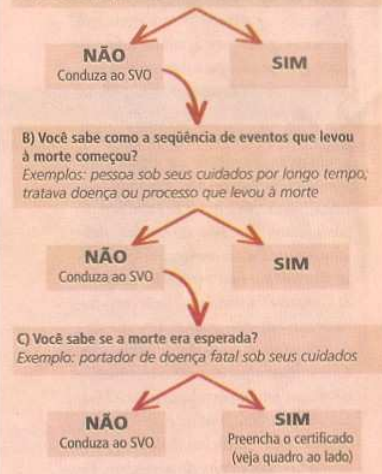 NÃO
Conduza ao SVO
SIM
B) Você sabe como a seqüência de eventos que levou
à morte começou?
Exemplos: pessoa sob seus cuidados por longo tempo;
tratava doença ou processo que levou à morte
NÃO
Conduza ao SVO
SIM
C) Você sabe se a morte era esperada?
Exemplo: portador de doença fatal sob seus cuidados
NÃO
Conduza ao SVO
SIM
Preencha o certificado
(veja quadro ao lado)